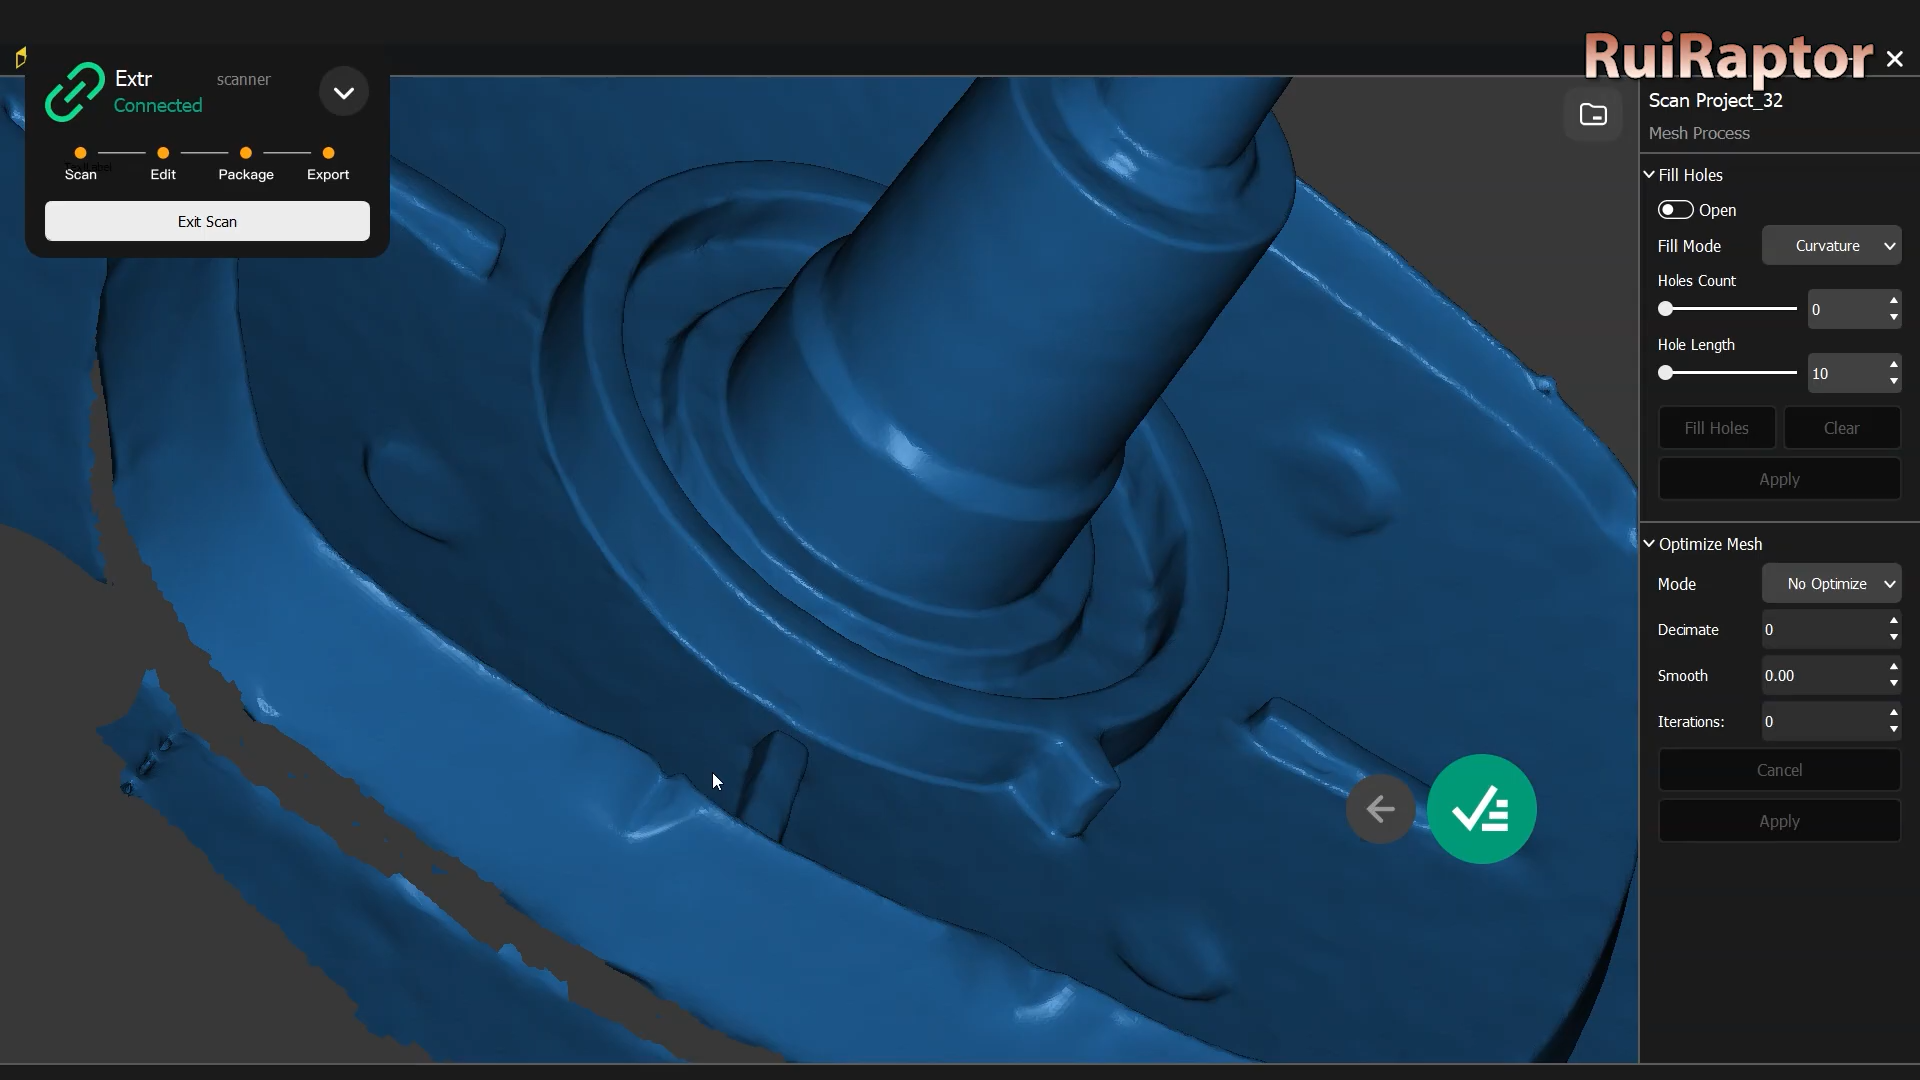 RuiRaptor
Extr scanner
Connected
Scan Edit Package Export
Exit Scan
Scan Project_32
Mesh Process
Fill Holes
Open
Fill Mode Curvature
Holes Count
0
Hole Length
10
Fill Holes Clear
Apply
Optimize Mesh
Mode No Optimize
Decimate 0
Smooth 0.00
Iterations: 0
Cancel
Apply